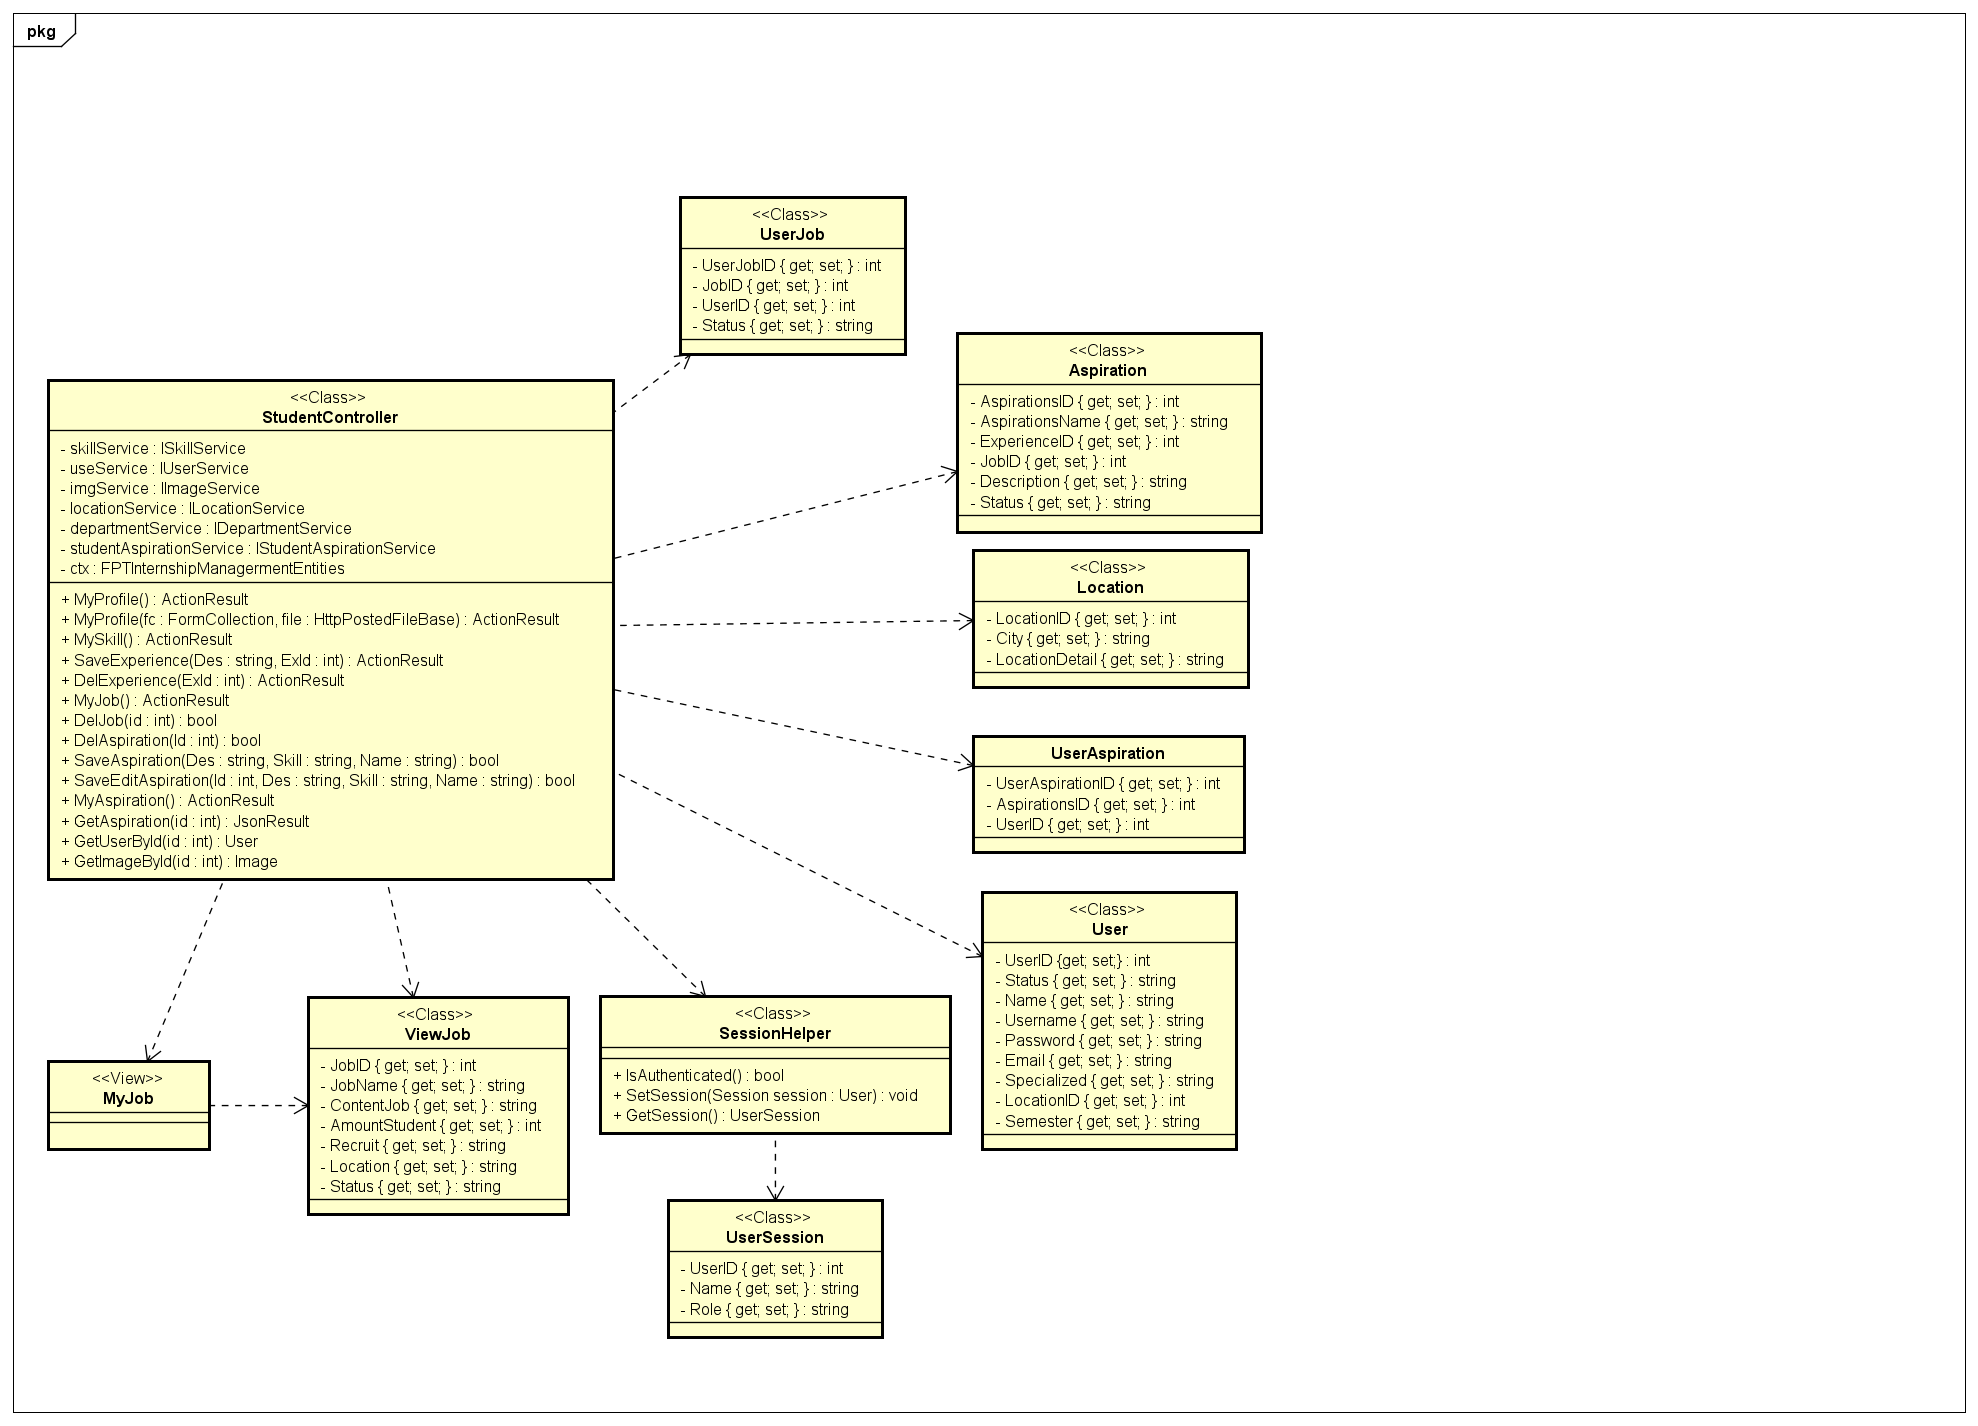 pkg
<<Class>>
UserJob
- UserJobID { get; set; } : int
- JobID { get; set; } : int
- UserID { get; set; } : int
- Status { get; set; } : string
<<Class>>
Aspiration
- AspirationsID { get; set; } : int
- AspirationsName { get; set; } : string
- ExperienceID { get; set; } : int
- JobID { get; set; } : int
- Description { get; set; } : string
- Status { get; set; } : string
<<Class>>
StudentController
- skillService : ISkillService
- useService : IUserService
- imgService : IImageService
- locationService : ILocationService
- departmentService : IDepartmentService
- studentAspirationService : IStudentAspirationService
- ctx : FPTInternshipManagermentEntities
+ MyProfile() : ActionResult
+ MyProfile(fc : FormCollection, file : HttpPostedFileBase) : ActionResult
+ MySkill() : ActionResult
+ SaveExperience(Des : string, ExId : int) : ActionResult
+ DelExperience(ExId : int) : ActionResult
+ MyJob() : ActionResult
+ DelJob(id : int) : bool
+ DelAspiration(Id : int) : bool
+ SaveAspiration(Des : string, Skill : string, Name : string) : bool
+ SaveEditAspiration(Id : int, Des : string, Skill : string, Name : string) : bool
+ MyAspiration() : ActionResult
+ GetAspiration(id : int) : JsonResult
+ GetUserById(id : int) : User
+ GetImageById(id : int) : Image
<<Class>>
Location
- LocationID { get; set; } : int
- City { get; set; } : string
- LocationDetail { get; set; } : string
UserAspiration
- UserAspirationID { get; set; } : int
- AspirationsID { get; set; } : int
- UserID { get; set; } : int
<<Class>>
User
- UserID {get; set;} : int
- Status { get; set; } : string
- Name { get; set; } : string
- Username { get; set; } : string
- Password { get; set; } : string
- Email { get; set; } : string
- Specialized { get; set; } : string
- LocationID { get; set; } : int
- Semester { get; set; } : string
<<View>>
MyJob
<<Class>>
ViewJob
- JobID { get; set; } : int
- JobName { get; set; } : string
- ContentJob { get; set; } : string
- AmountStudent { get; set; } : int
- Recruit { get; set; } : string
- Location { get; set; } : string
- Status { get; set; } : string
<<Class>>
SessionHelper
+ IsAuthenticated() : bool
+ SetSession(Session session : User) : void
+ GetSession() : UserSession
<<Class>>
UserSession
- UserID { get; set; } : int
- Name { get; set; } : string
- Role { get; set; } : string